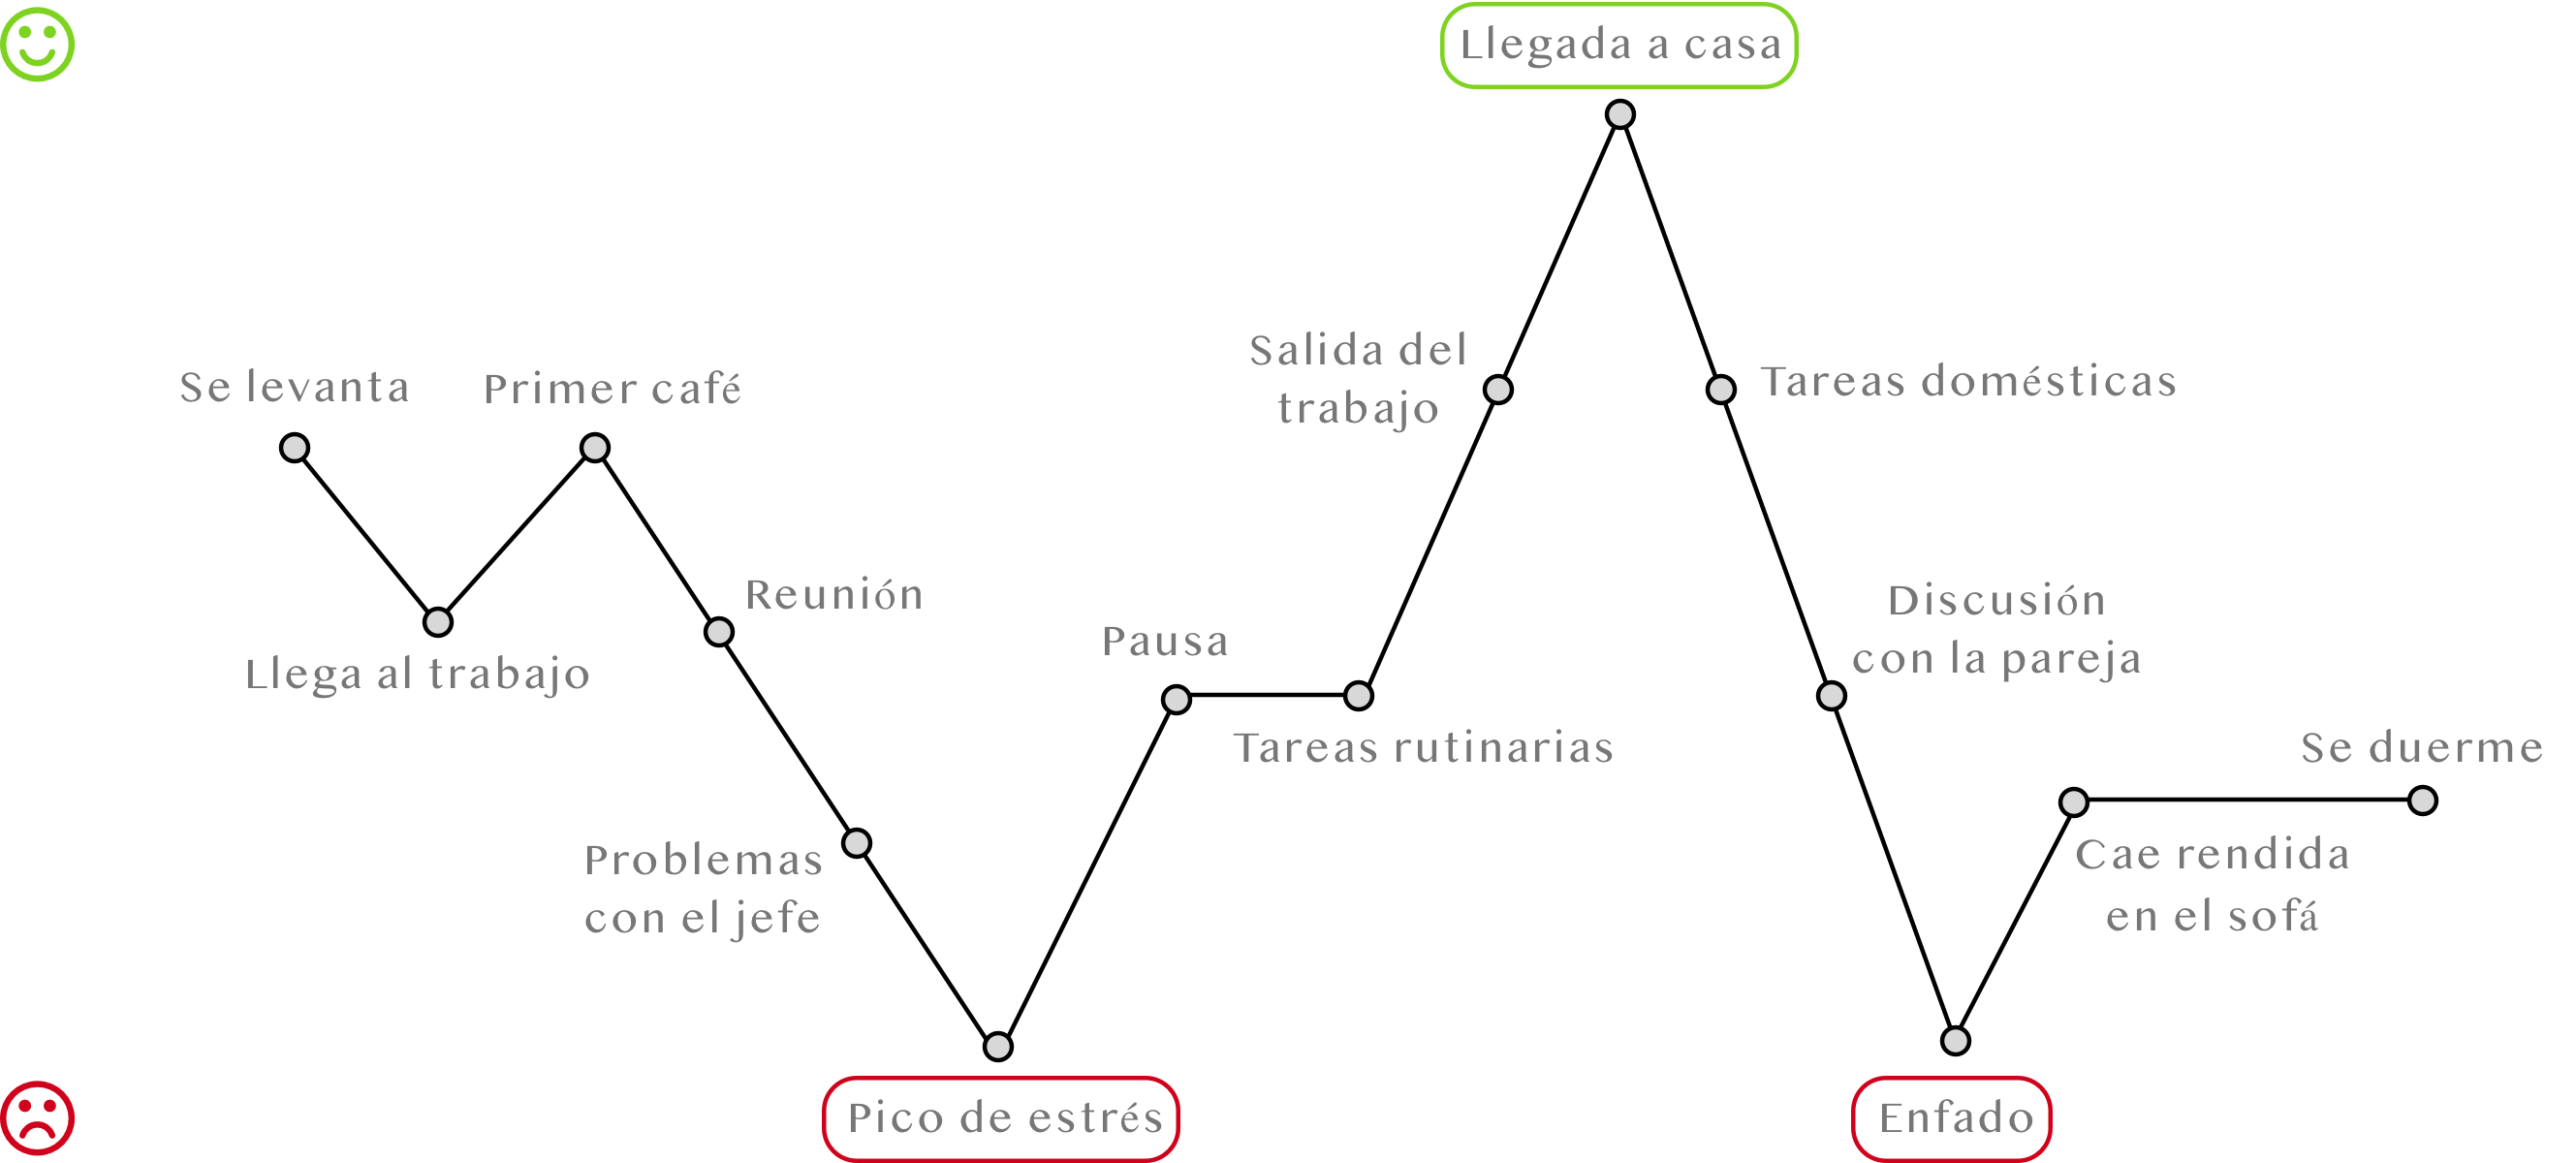 Se levanta
Llega al trabajo
Primer café
Reunión
Problemas
con el jefe
Pico de estrés
Pausa
Tareas rutinarias
Salida del
trabajo
Llegada a casa
Tareas domésticas
Discusión
con la pareja
Enfado
Cae rendida
en el sofá
Se duerme